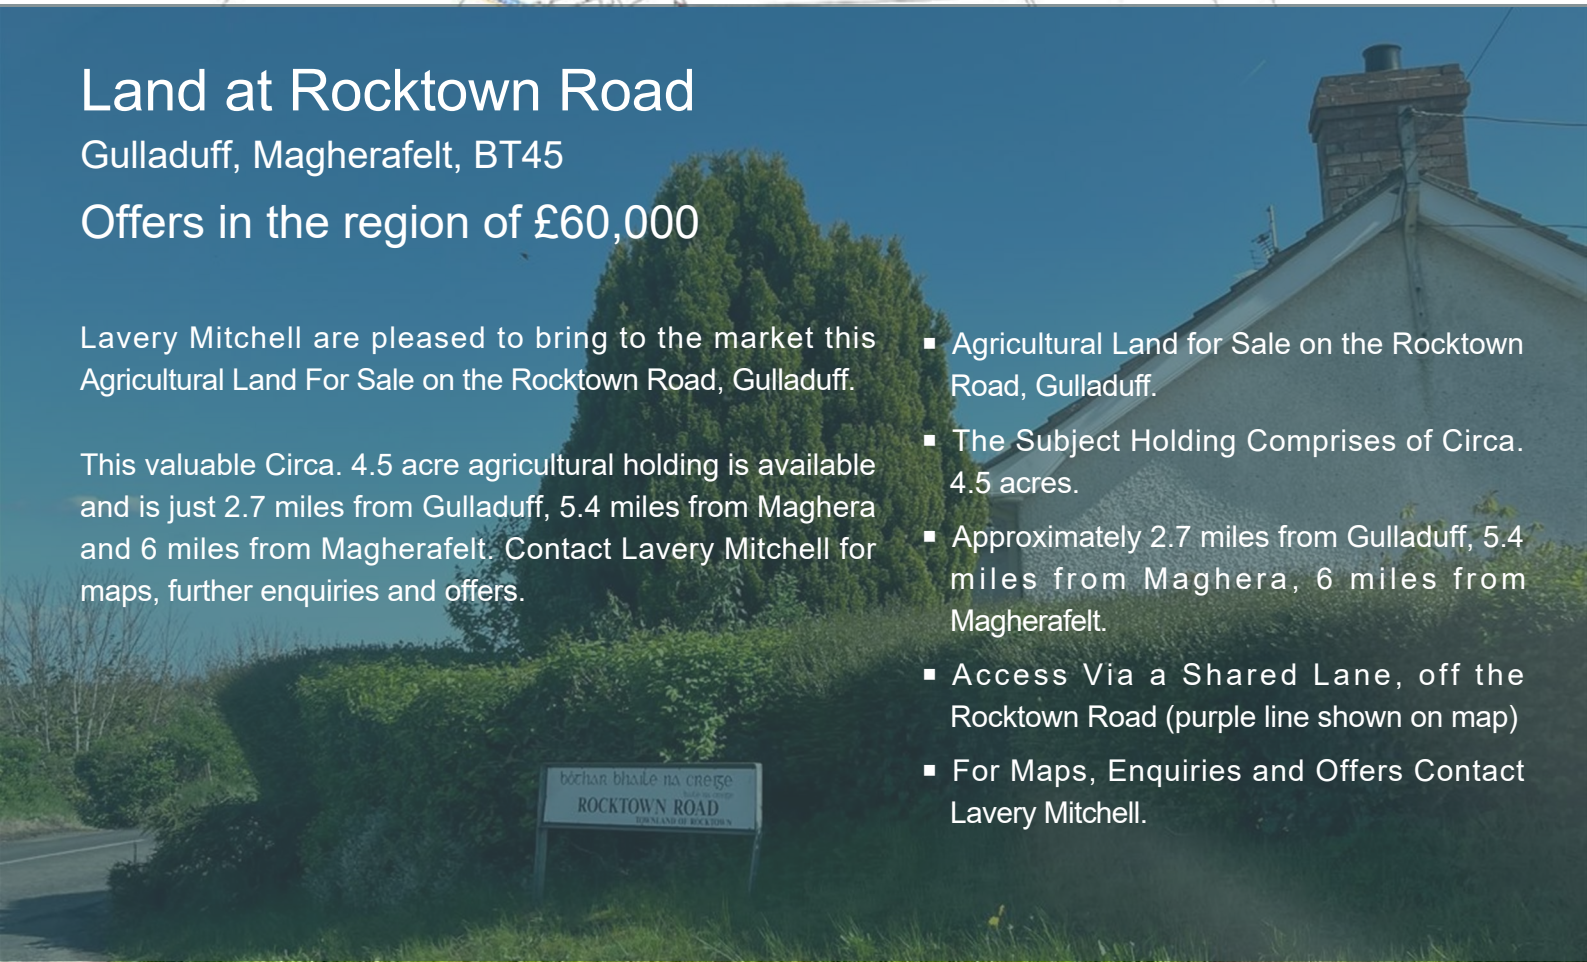 Land at Rocktown Road
Gulladuff, Magherafelt, BT45
Offers in the region of £60,000
Lavery Mitchell are pleased to bring to the market this
Agricultural Land For Sale on the Rocktown Road, Gulladuff.
This valuable Circa. 4.5 acre agricultural holding is available
and is just 2.7 miles from Gulladuff, 5.4 miles from Maghera
and 6 miles from Magherafelt. Contact Lavery Mitchell for
maps, further enquiries and offers.
▪ Agricultural Land for Sale on the Rocktown
Road, Gulladuff.
▪ The Subject Holding Comprises of Circa.
4.5 acres.
▪ Approximately 2.7 miles from Gulladuff, 5.4
miles from Maghera, 6 miles from
Magherafelt.
▪ Access Via a Shared Lane, off the
Rocktown Road (purple line shown on map)
▪ For Maps, Enquiries and Offers Contact
Lavery Mitchell.
bóthar bhaile na creige
ROCKTOWN ROAD
TOWNLAND OF ROCKTOWN